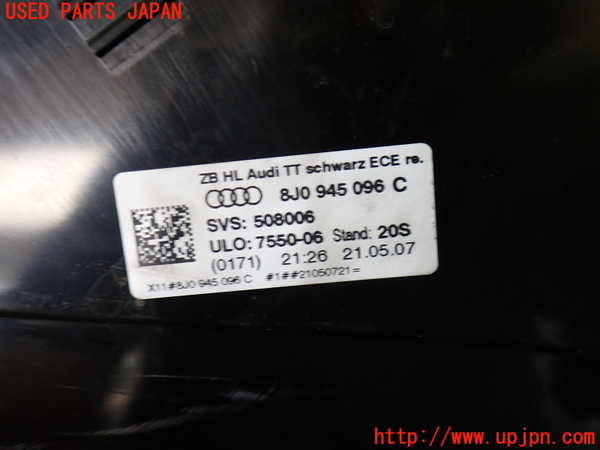 USED PARTS JAPAN
ZB HL Audi TT schwarz ECE re.
8J0 945 096 C
SVS: 508006
ULO: 7550-06 Stand: 20S
(0171) 21:26 21.05.07
X11#8J0 945 096 C #1##21050721=
http://www.upjpn.com